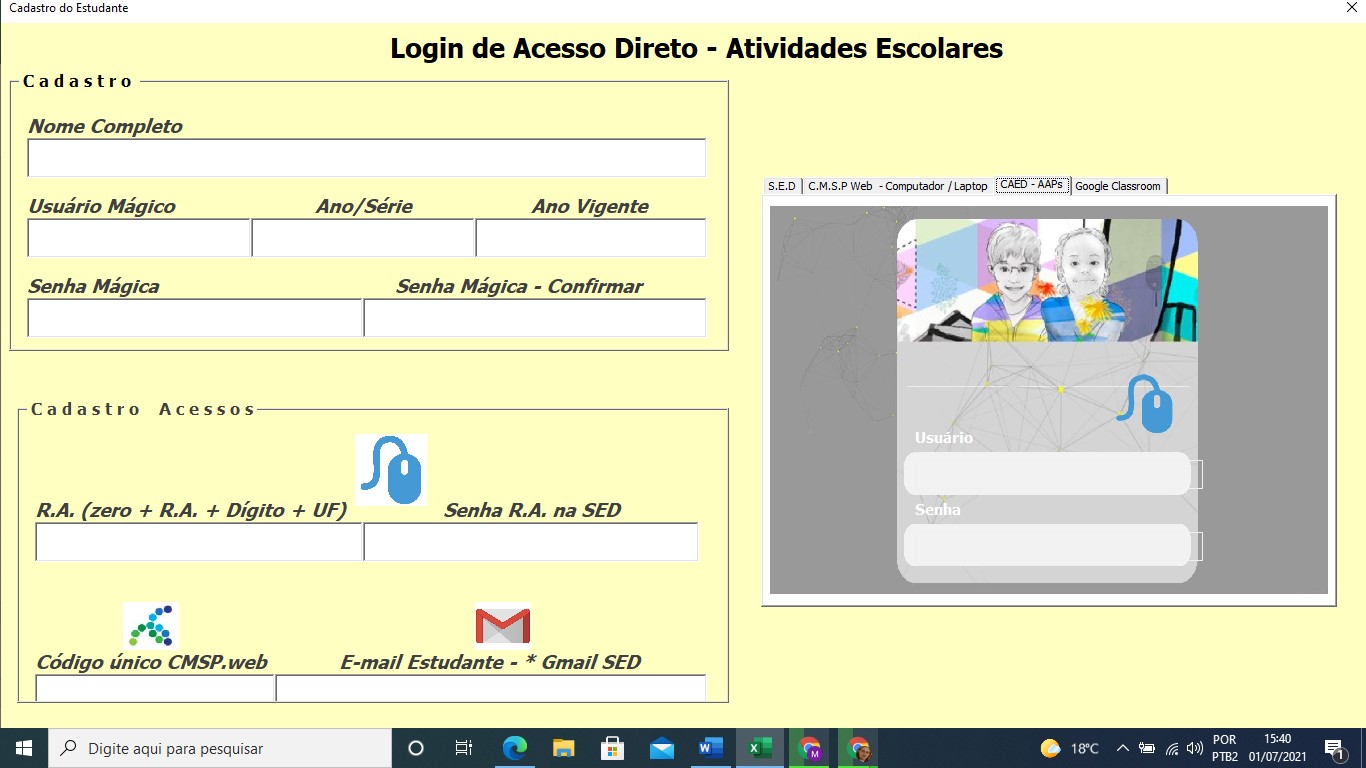 Cadastro do Estudante
Login de Acesso Direto - Atividades Escolares
Cadastro
Nome Completo
Usuário Mágico Ano/Série Ano Vigente
Senha Mágica Senha Mágica - Confirmar
Cadastro Acessos
R.A. (zero + R.A. + Dígito + UF) Senha R.A. na SED
Código único CMSP.web E-mail Estudante - * Gmail SED
S.E.D C.M.S.P Web - Computador / Laptop CAED - AAPs Google Classroom
Usuário
Senha
Digite aqui para pesquisar
W
X
M
18°C
POR
PTB2
15:40
01/07/2021
1